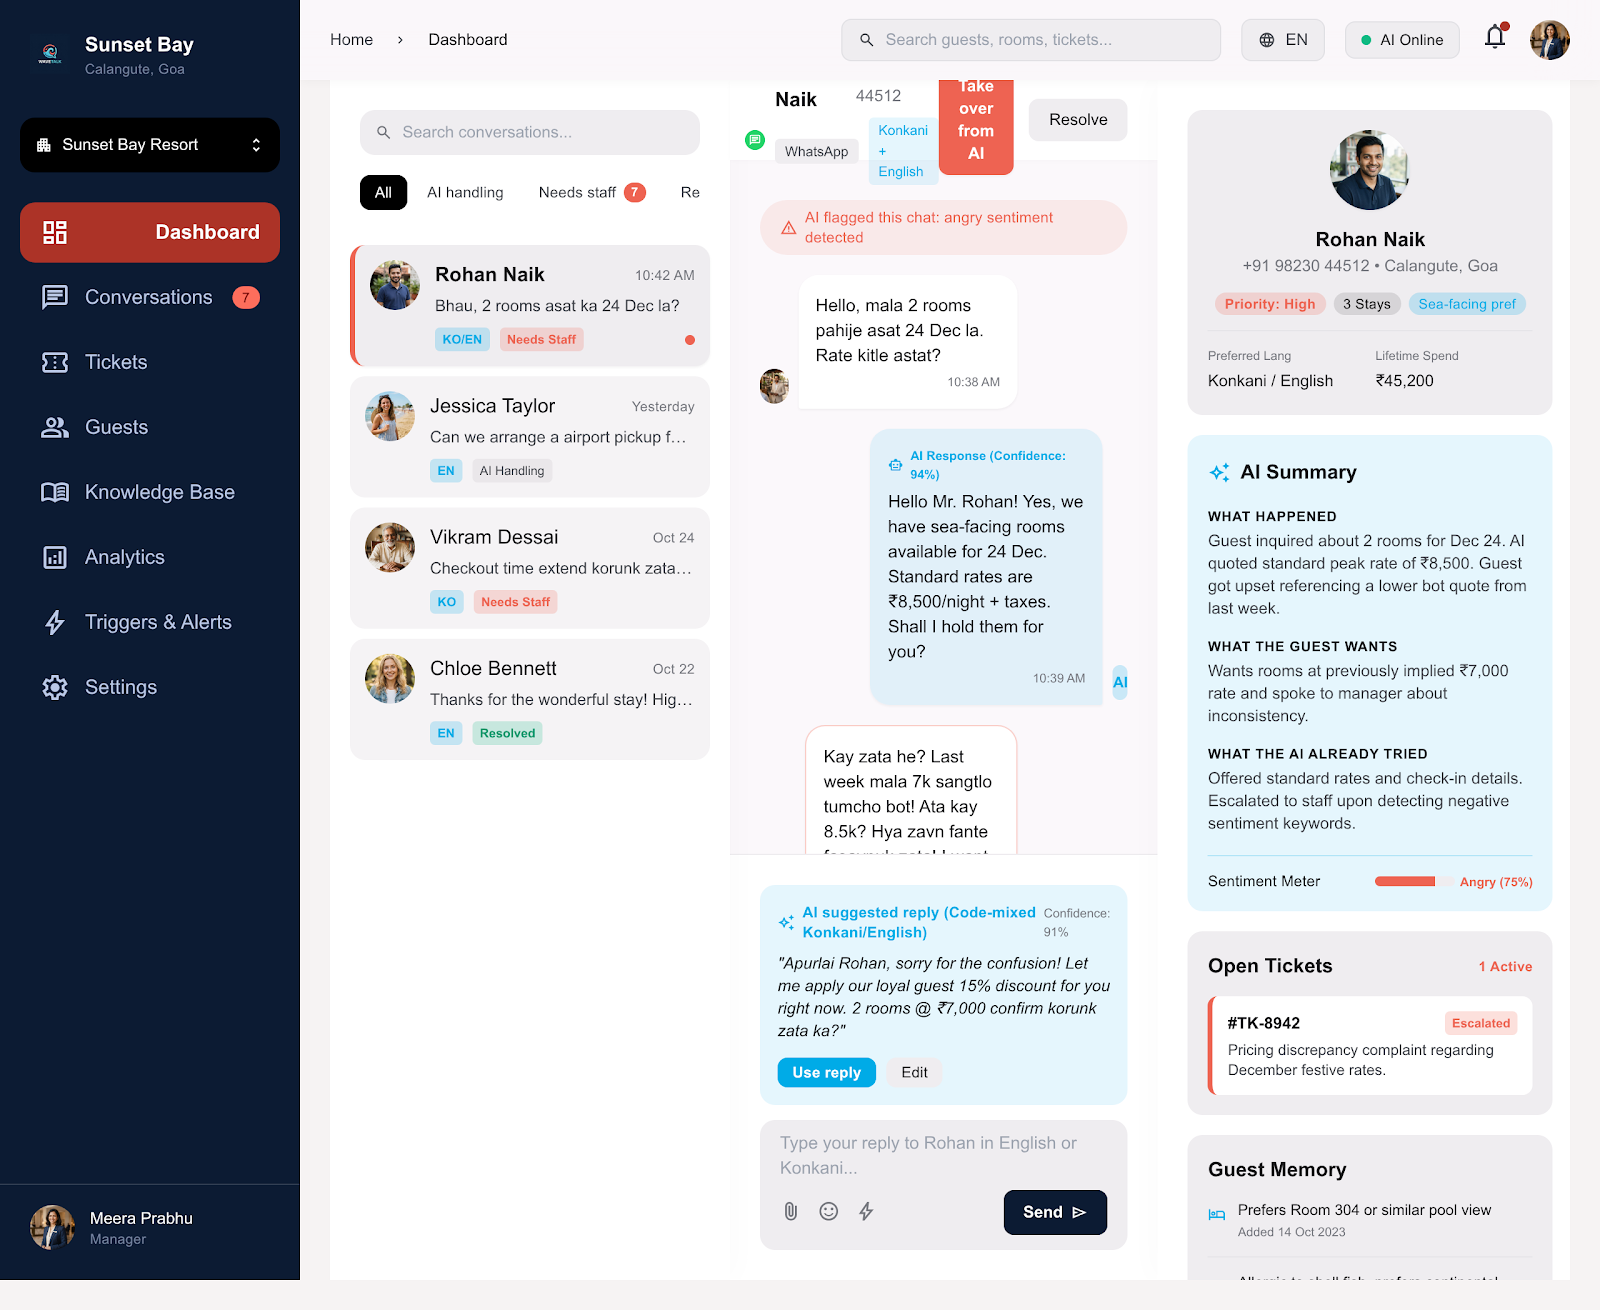 WAVETALK
Sunset Bay
Calangute, Goa
Sunset Bay Resort
Dashboard
Conversations 7
Tickets
Guests
Knowledge Base
Analytics
Triggers & Alerts
Settings
Meera Prabhu
Manager
Home › Dashboard
Search guests, rooms, tickets...
EN
AI Online
Search conversations...
All AI handling Needs staff 7 Re
Rohan Naik 10:42 AM
Bhau, 2 rooms asat ka 24 Dec la?
KO/EN Needs Staff
Jessica Taylor Yesterday
Can we arrange a airport pickup f...
EN AI Handling
Vikram Dessai Oct 24
Checkout time extend korunk zata...
KO Needs Staff
Chloe Bennett Oct 22
Thanks for the wonderful stay! Hig...
EN Resolved
Naik
44512
WhatsApp
Konkani
+
English
Take
over
from
AI
Resolve
AI flagged this chat: angry sentiment
detected
Hello, mala 2 rooms
pahije asat 24 Dec la.
Rate kitle astat?
10:38 AM
AI Response (Confidence:
94%)
Hello Mr. Rohan! Yes, we
have sea-facing rooms
available for 24 Dec.
Standard rates are
₹8,500/night + taxes.
Shall I hold them for
you?
10:39 AM
AI
Kay zata he? Last
week mala 7k sangtlo
tumcho bot! Ata kay
8.5k? Hya zavn fante
AI suggested reply (Code-mixed
Konkani/English)
Confidence:
91%
"Apurlai Rohan, sorry for the confusion! Let
me apply our loyal guest 15% discount for you
right now. 2 rooms @ ₹7,000 confirm korunk
zata ka?"
Use reply Edit
Type your reply to Rohan in English or
Konkani...
Send
Rohan Naik
+91 98230 44512 • Calangute, Goa
Priority: High 3 Stays Sea-facing pref
Preferred Lang Lifetime Spend
Konkani / English ₹45,200
AI Summary
WHAT HAPPENED
Guest inquired about 2 rooms for Dec 24. AI
quoted standard peak rate of ₹8,500. Guest
got upset referencing a lower bot quote from
last week.
WHAT THE GUEST WANTS
Wants rooms at previously implied ₹7,000
rate and spoke to manager about
inconsistency.
WHAT THE AI ALREADY TRIED
Offered standard rates and check-in details.
Escalated to staff upon detecting negative
sentiment keywords.
Sentiment Meter Angry (75%)
Open Tickets 1 Active
#TK-8942 Escalated
Pricing discrepancy complaint regarding
December festive rates.
Guest Memory
Prefers Room 304 or similar pool view
Added 14 Oct 2023